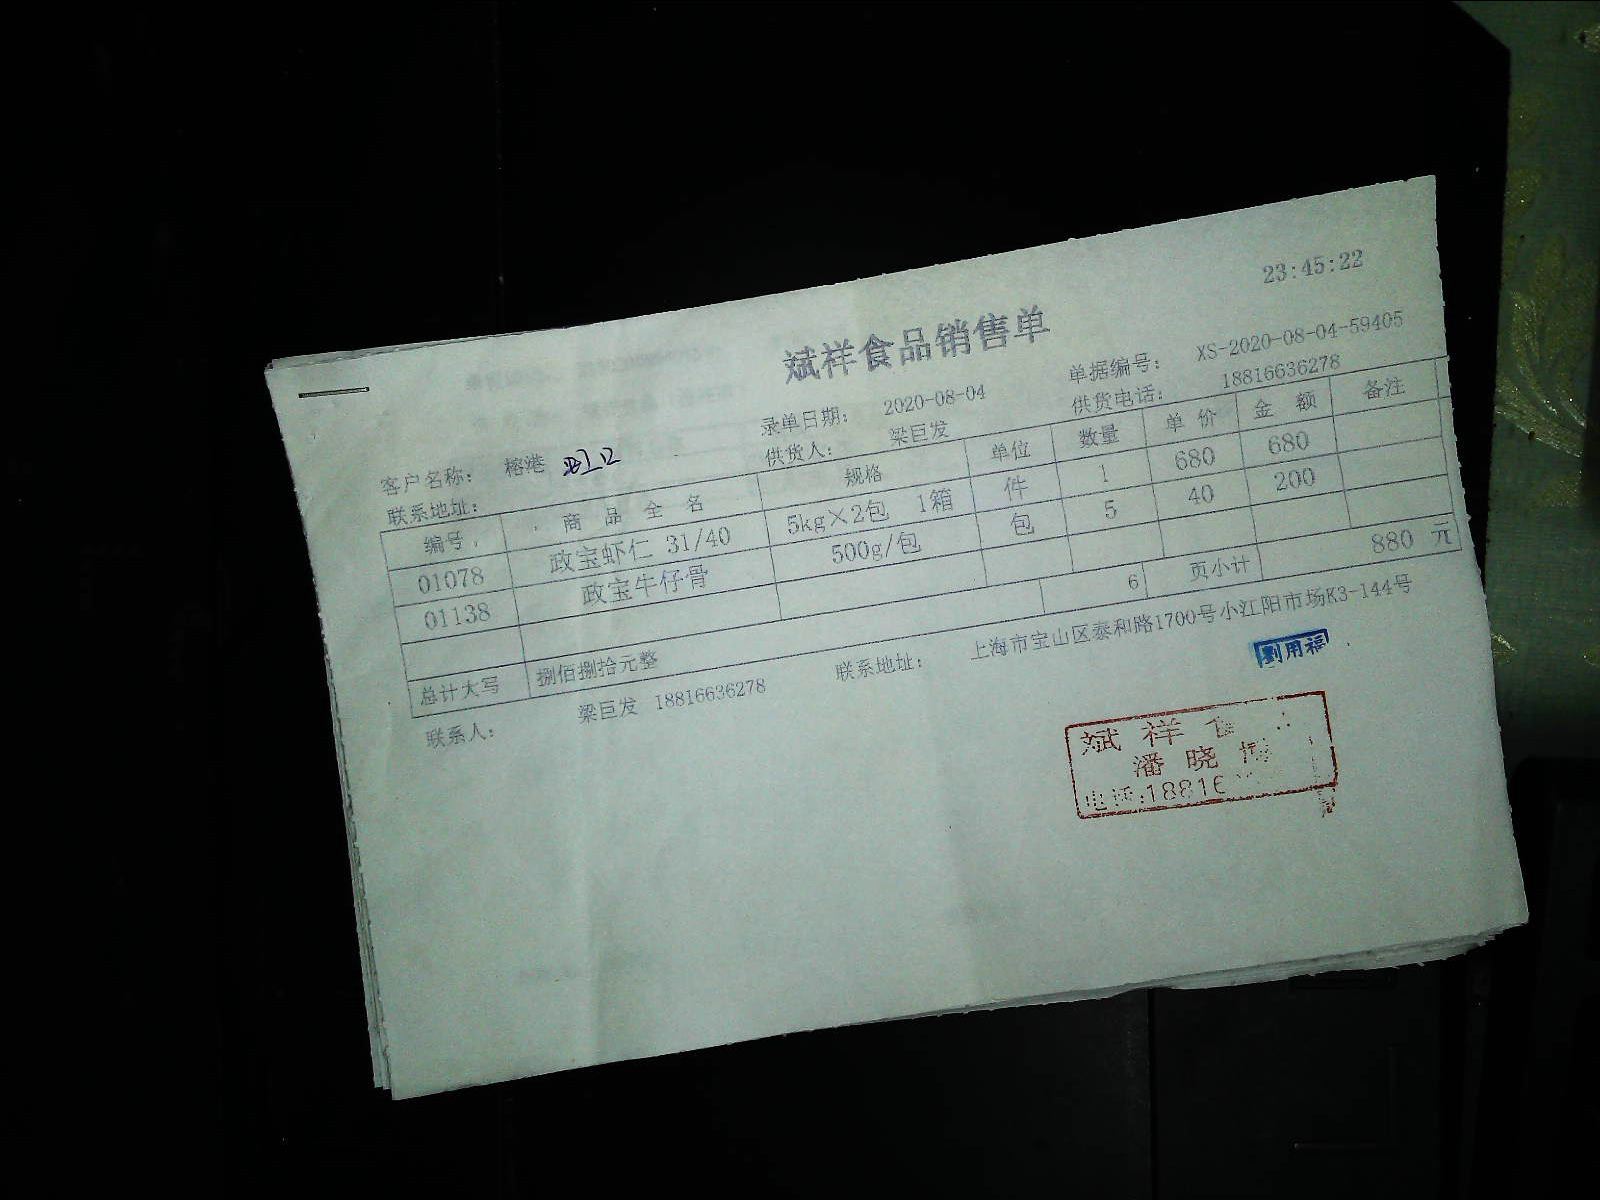 23:45:22
斌祥食品销售单
录单日期： 2020-08-04 单据编号： XS-2020-08-04-59405
客户名称： 榕港 供货人： 梁巨发 供货电话： 18816636278
联系地址：
编号 商品全名 规格 单位 数量 单价 金额 备注
01078 政宝虾仁 31/40 5kg×2包 1箱 件 1 680 680
01138 政宝牛仔骨 500g/包 包 5 40 200
6 页小计 880 元
总计大写 捌佰捌拾元整
联系人： 梁巨发 18816636278 联系地址： 上海市宝山区泰和路1700号小江阳市场K3-144号
劉用福
斌祥食
潘晓
电话:18816